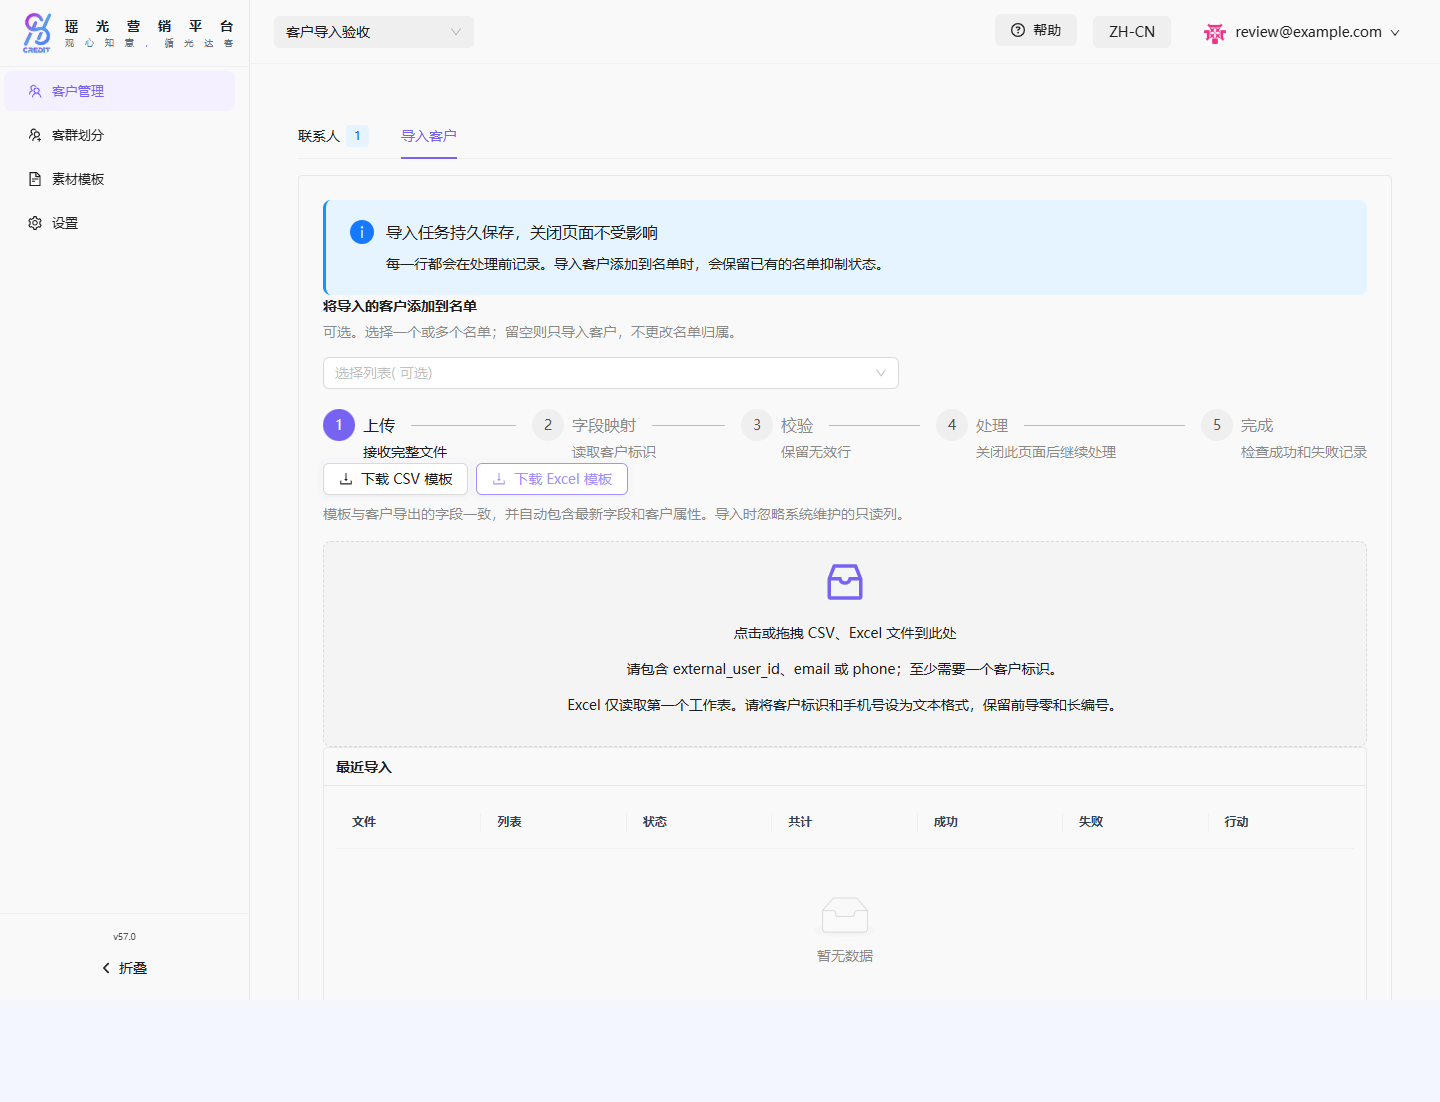 瑶光营销平台
观心知意，循光达客
CREDIT
客户导入验收
帮助
ZH-CN
review@example.com
客户管理
客群划分
素材模板
设置
联系人 1
导入客户
导入任务持久保存，关闭页面不受影响
每一行都会在处理前记录。导入客户添加到名单时，会保留已有的名单抑制状态。
将导入的客户添加到名单
可选。选择一个或多个名单；留空则只导入客户，不更改名单归属。
选择列表( 可选)
1 上传
接收完整文件
2 字段映射
读取客户标识
3 校验
保留无效行
4 处理
关闭此页面后继续处理
5 完成
检查成功和失败记录
下载 CSV 模板
下载 Excel 模板
模板与客户导出的字段一致，并自动包含最新字段和客户属性。导入时忽略系统维护的只读列。
点击或拖拽 CSV、Excel 文件到此处
请包含 external_user_id、email 或 phone；至少需要一个客户标识。
Excel 仅读取第一个工作表。请将客户标识和手机号设为文本格式，保留前导零和长编号。
最近导入
文件 列表 状态 共计 成功 失败 行动
暂无数据
v57.0
折叠